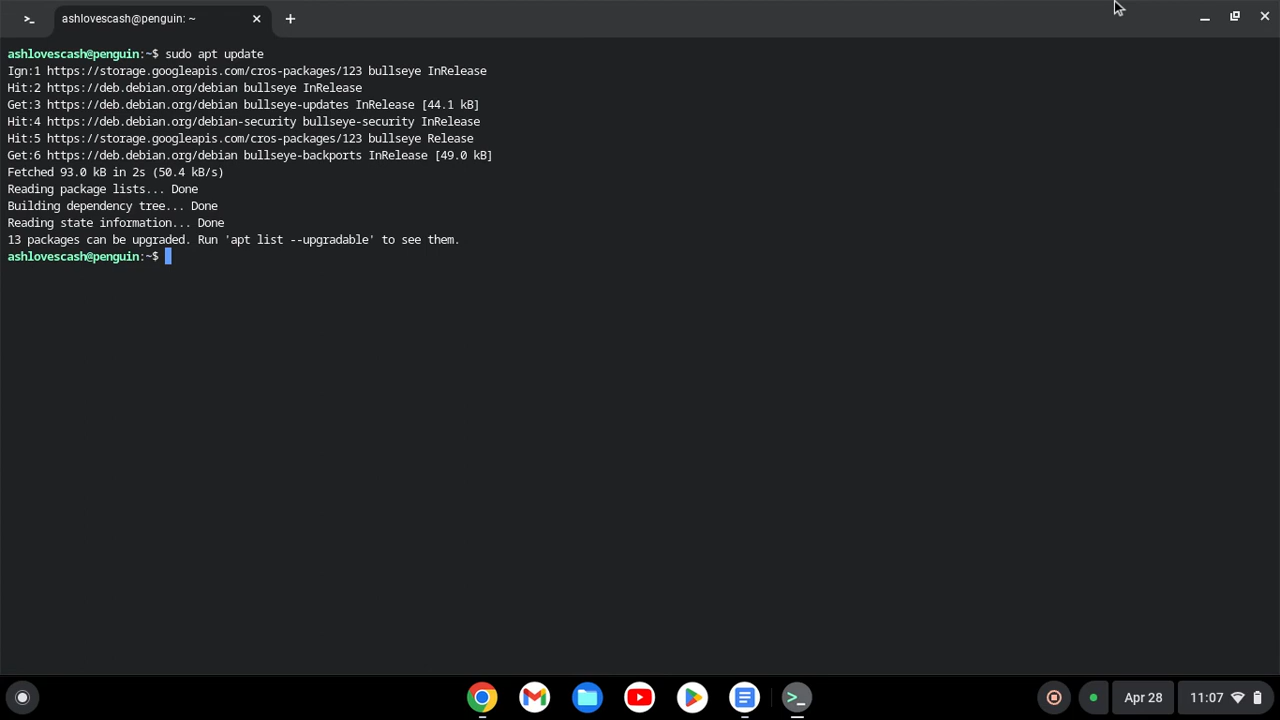 ashlovescash@penguin: ~
ashlovescash@penguin:~$ sudo apt update
Ign:1 https://storage.googleapis.com/cros-packages/123 bullseye InRelease
Hit:2 https://deb.debian.org/debian bullseye InRelease
Get:3 https://deb.debian.org/debian bullseye-updates InRelease [44.1 kB]
Hit:4 https://deb.debian.org/debian-security bullseye-security InRelease
Hit:5 https://storage.googleapis.com/cros-packages/123 bullseye Release
Get:6 https://deb.debian.org/debian bullseye-backports InRelease [49.0 kB]
Fetched 93.0 kB in 2s (50.4 kB/s)
Reading package lists... Done
Building dependency tree... Done
Reading state information... Done
13 packages can be upgraded. Run 'apt list --upgradable' to see them.
ashlovescash@penguin:~$
Apr 28
11:07